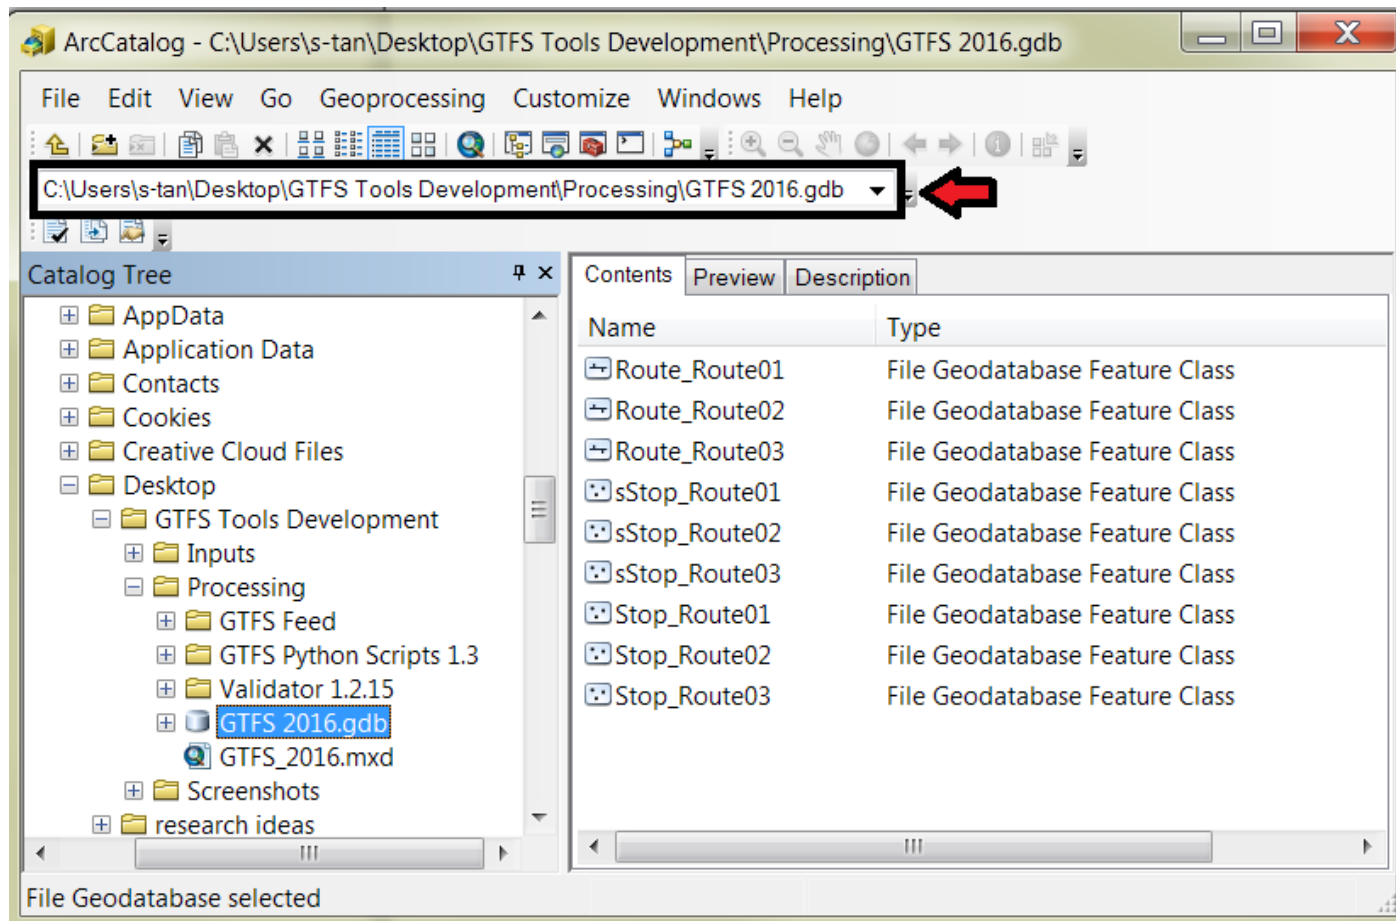 ArcCatalog - C:\Users\s-tan\Desktop\GTFS Tools Development\Processing\GTFS 2016.gdb
File Edit View Go Geoprocessing Customize Windows Help
C:\Users\s-tan\Desktop\GTFS Tools Development\Processing\GTFS 2016.gdb
Catalog Tree
AppData
Application Data
Contacts
Cookies
Creative Cloud Files
Desktop
GTFS Tools Development
Inputs
Processing
GTFS Feed
GTFS Python Scripts 1.3
Validator 1.2.15
GTFS 2016.gdb
GTFS_2016.mxd
Screenshots
research ideas
Contents Preview Description
Name Type
Route_Route01 File Geodatabase Feature Class
Route_Route02 File Geodatabase Feature Class
Route_Route03 File Geodatabase Feature Class
sStop_Route01 File Geodatabase Feature Class
sStop_Route02 File Geodatabase Feature Class
sStop_Route03 File Geodatabase Feature Class
Stop_Route01 File Geodatabase Feature Class
Stop_Route02 File Geodatabase Feature Class
Stop_Route03 File Geodatabase Feature Class
File Geodatabase selected